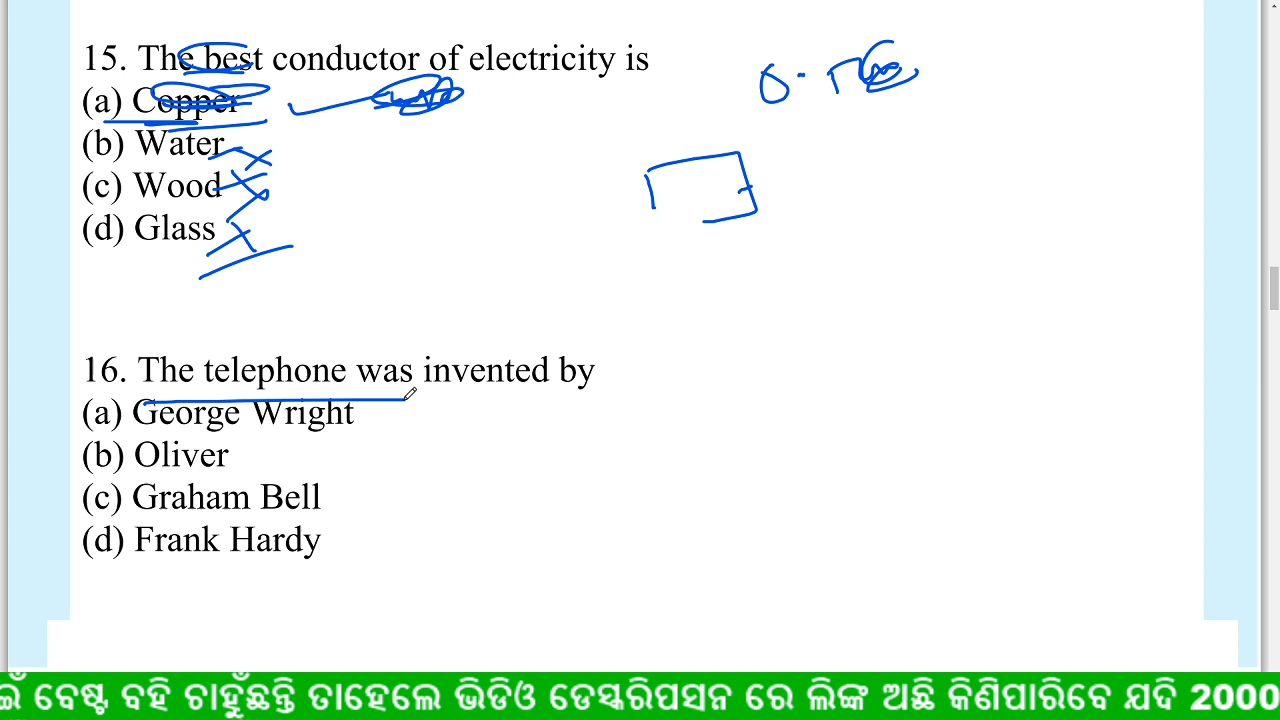 15. The best conductor of electricity is
(a) Copper
(b) Water
(c) Wood
(d) Glass
16. The telephone was invented by
(a) George Wright
(b) Oliver
(c) Graham Bell
(d) Frank Hardy
ବେଷ୍ଟ ବହି ଚାହୁଁଛନ୍ତି ତାହେଲେ ଭିଡିଓ ଡେସ୍କରିପସନ ରେ ଲିଙ୍କ ଅଛି କିଣିପାରିବେ ଯଦି 2000